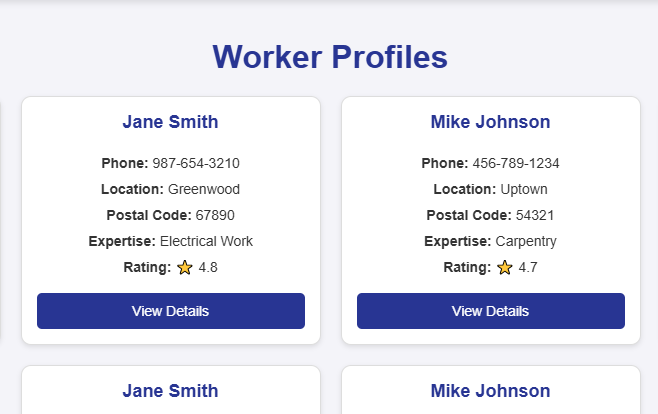 Worker Profiles
Jane Smith
Phone: 987-654-3210
Location: Greenwood
Postal Code: 67890
Expertise: Electrical Work
Rating: ⭐ 4.8
View Details
Mike Johnson
Phone: 456-789-1234
Location: Uptown
Postal Code: 54321
Expertise: Carpentry
Rating: ⭐ 4.7
View Details
Jane Smith
Mike Johnson